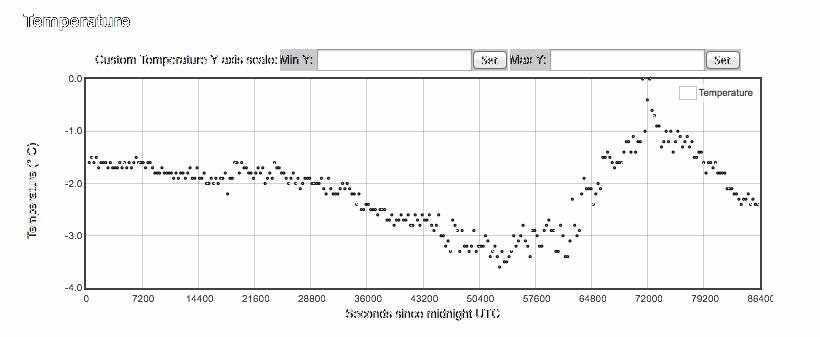 Temperature
Custom Temperature Y axis scale: Min Y: Set Max Y: Set
0.0
Temperature
-1.0
-2.0
-3.0
-4.0
Temperature (° C)
0 7200 14400 21600 28800 36000 43200 50400 57600 64800 72000 79200 86400
Seconds since midnight UTC